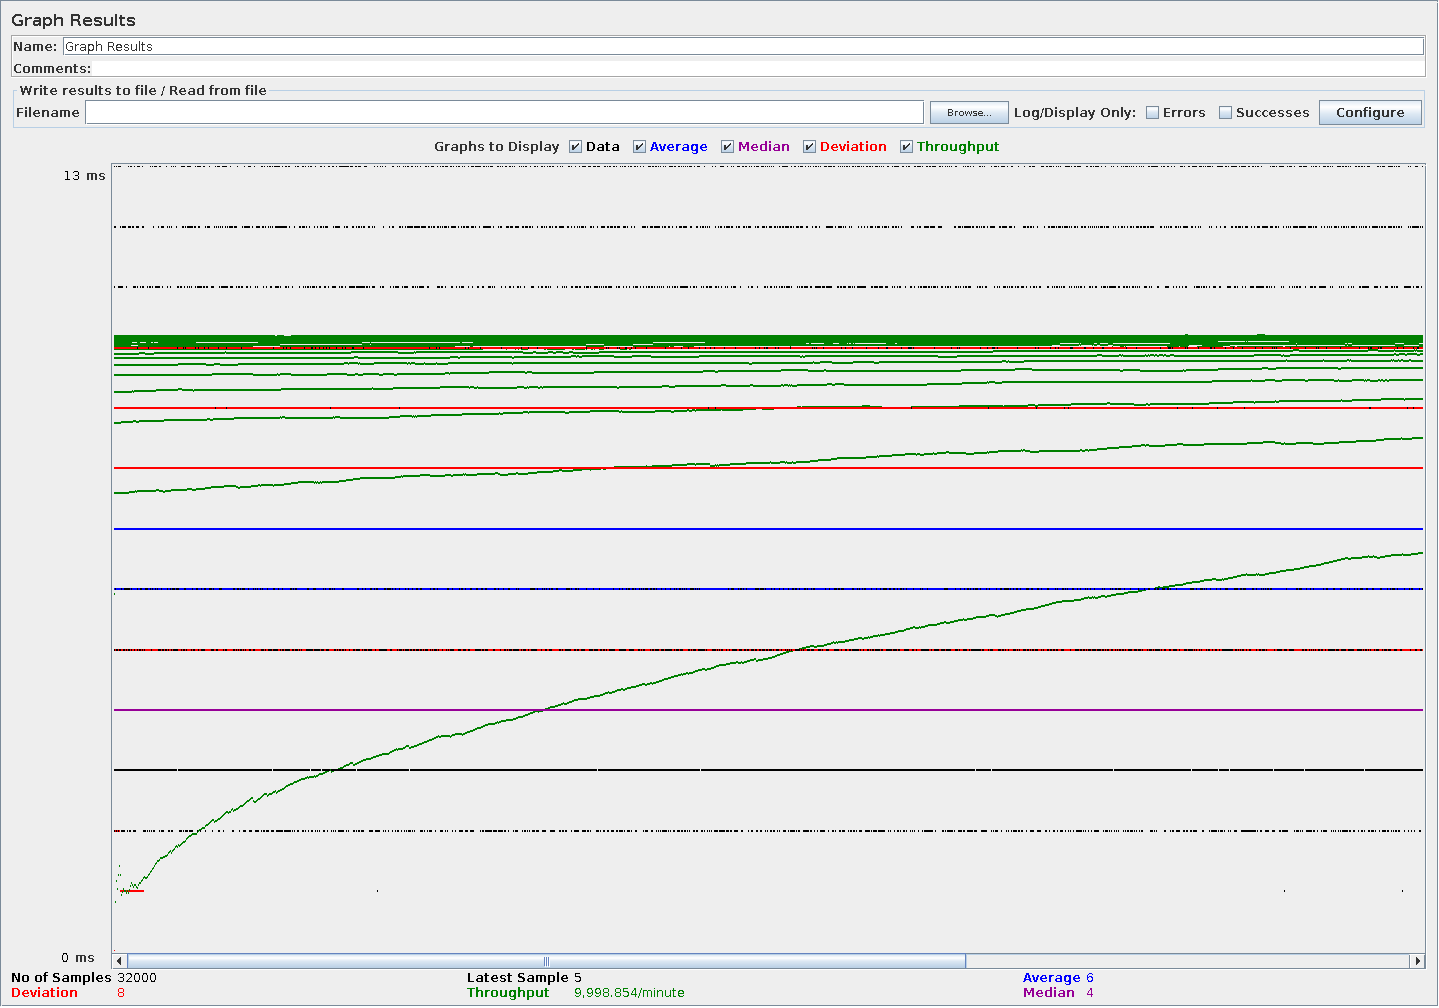 Graph Results
Name: Graph Results
Comments:
Write results to file / Read from file
Filename Browse... Log/Display Only: Errors Successes Configure
Graphs to Display Data Average Median Deviation Throughput
13 ms
0 ms
No of Samples 32000 Latest Sample 5 Average 6
Deviation 8 Throughput 9,998.854/minute Median 4